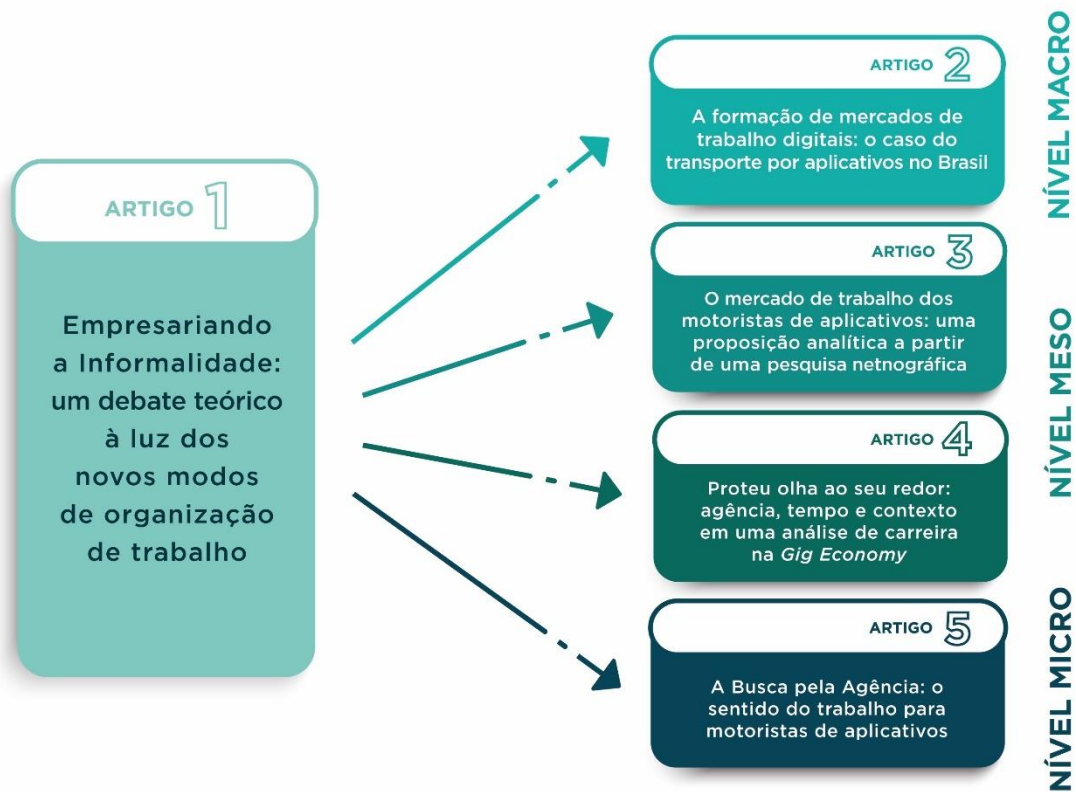 ARTIGO 1
Empresariando
a Informalidade:
um debate teórico
à luz dos
novos modos
de organização
de trabalho
ARTIGO 2
A formação de mercados de
trabalho digitais: o caso do
transporte por aplicativos no Brasil
ARTIGO 3
O mercado de trabalho dos
motoristas de aplicativos: uma
proposição analítica a partir
de uma pesquisa netnográfica
ARTIGO 4
Proteu olha ao seu redor:
agência, tempo e contexto
em uma análise de carreira
na Gig Economy
ARTIGO 5
A Busca pela Agência: o
sentido do trabalho para
motoristas de aplicativos
NÍVEL MACRO
NÍVEL MESO
NÍVEL MICRO